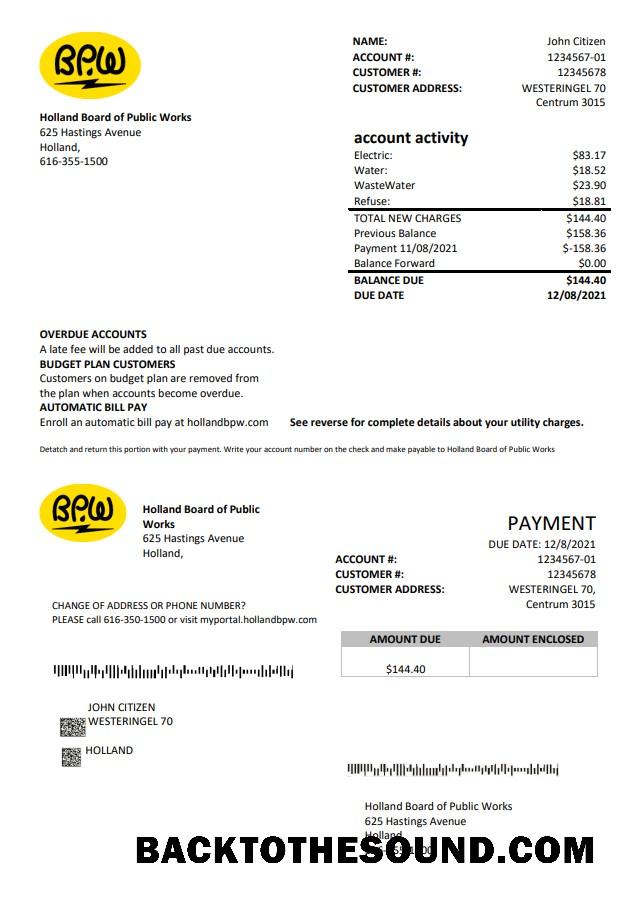 BPW
NAME: John Citizen
ACCOUNT #: 1234567-01
CUSTOMER #: 12345678
CUSTOMER ADDRESS: WESTERINGEL 70
Centrum 3015
Holland Board of Public Works
625 Hastings Avenue
Holland,
616-355-1500
account activity
Electric: $83.17
Water: $18.52
WasteWater $23.90
Refuse: $18.81
TOTAL NEW CHARGES $144.40
Previous Balance $158.36
Payment 11/08/2021 $-158.36
Balance Forward $0.00
BALANCE DUE $144.40
DUE DATE 12/08/2021
OVERDUE ACCOUNTS
A late fee will be added to all past due accounts.
BUDGET PLAN CUSTOMERS
Customers on budget plan are removed from
the plan when accounts become overdue.
AUTOMATIC BILL PAY
Enroll an automatic bill pay at hollandbpw.com See reverse for complete details about your utility charges.
Detatch and return this portion with your payment. Write your account number on the check and make payable to Holland Board of Public Works
BPW
Holland Board of Public
Works
625 Hastings Avenue
Holland,
PAYMENT
DUE DATE: 12/8/2021
ACCOUNT #: 1234567-01
CUSTOMER #: 12345678
CUSTOMER ADDRESS: WESTERINGEL 70,
Centrum 3015
CHANGE OF ADDRESS OR PHONE NUMBER?
PLEASE call 616-350-1500 or visit myportal.hollandbpw.com
AMOUNT DUE AMOUNT ENCLOSED
$144.40
JOHN CITIZEN
WESTERINGEL 70
HOLLAND
Holland Board of Public Works
625 Hastings Avenue
Holland,
BACKTOTHESOUND.COM